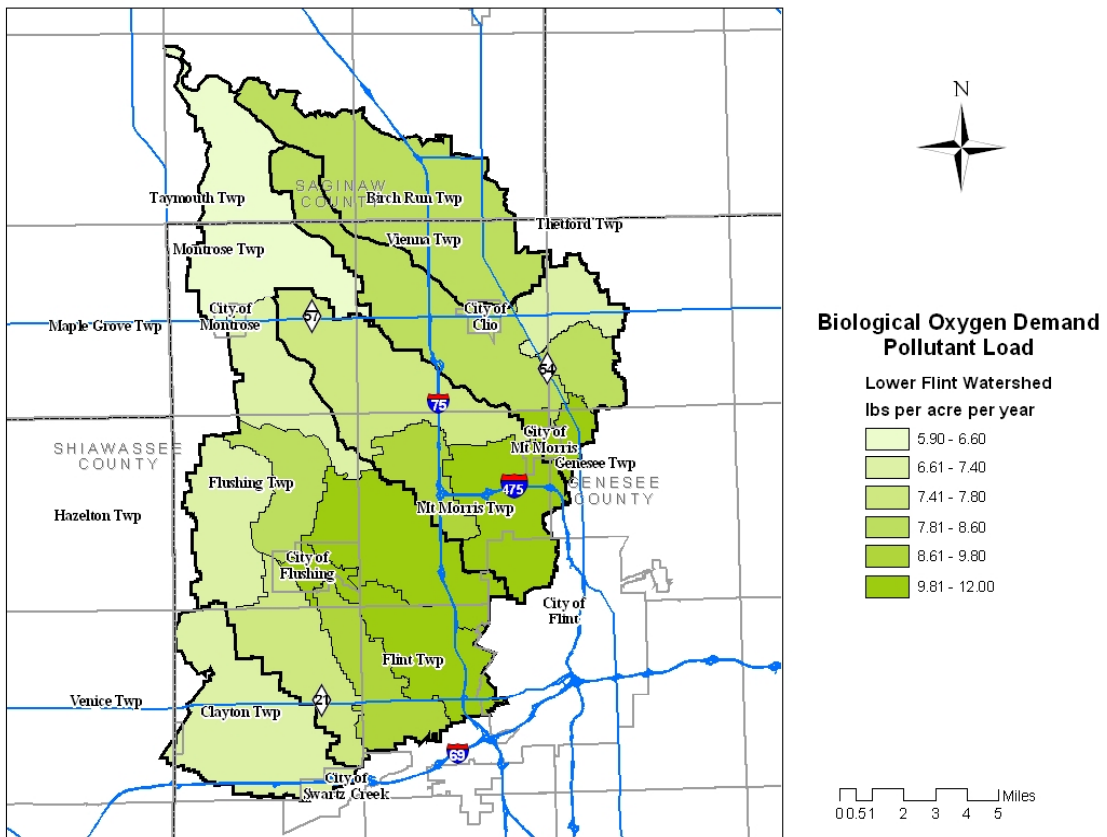 N
Taymouth Twp
SAGINAW
COUNTY
Birch Run Twp
Thetford Twp
Vienna Twp
Montrose Twp
City of
Montrose
57
City of
Clio
Maple Grove Twp
54
75
City of
Mt Morris
Genesee Twp
SHIAWASSEE
COUNTY
Flushing Twp
475
GENESEE
COUNTY
Hazelton Twp
Mt Morris Twp
City of
Flushing
City of
Flint
Flint Twp
Venice Twp
21
Clayton Twp
69
City of
Swartz Creek
Biological Oxygen Demand
Pollutant Load
Lower Flint Watershed
lbs per acre per year
5.90 - 6.60
6.61 - 7.40
7.41 - 7.80
7.81 - 8.60
8.61 - 9.80
9.81 - 12.00
Miles
0 0.5 1 2 3 4 5